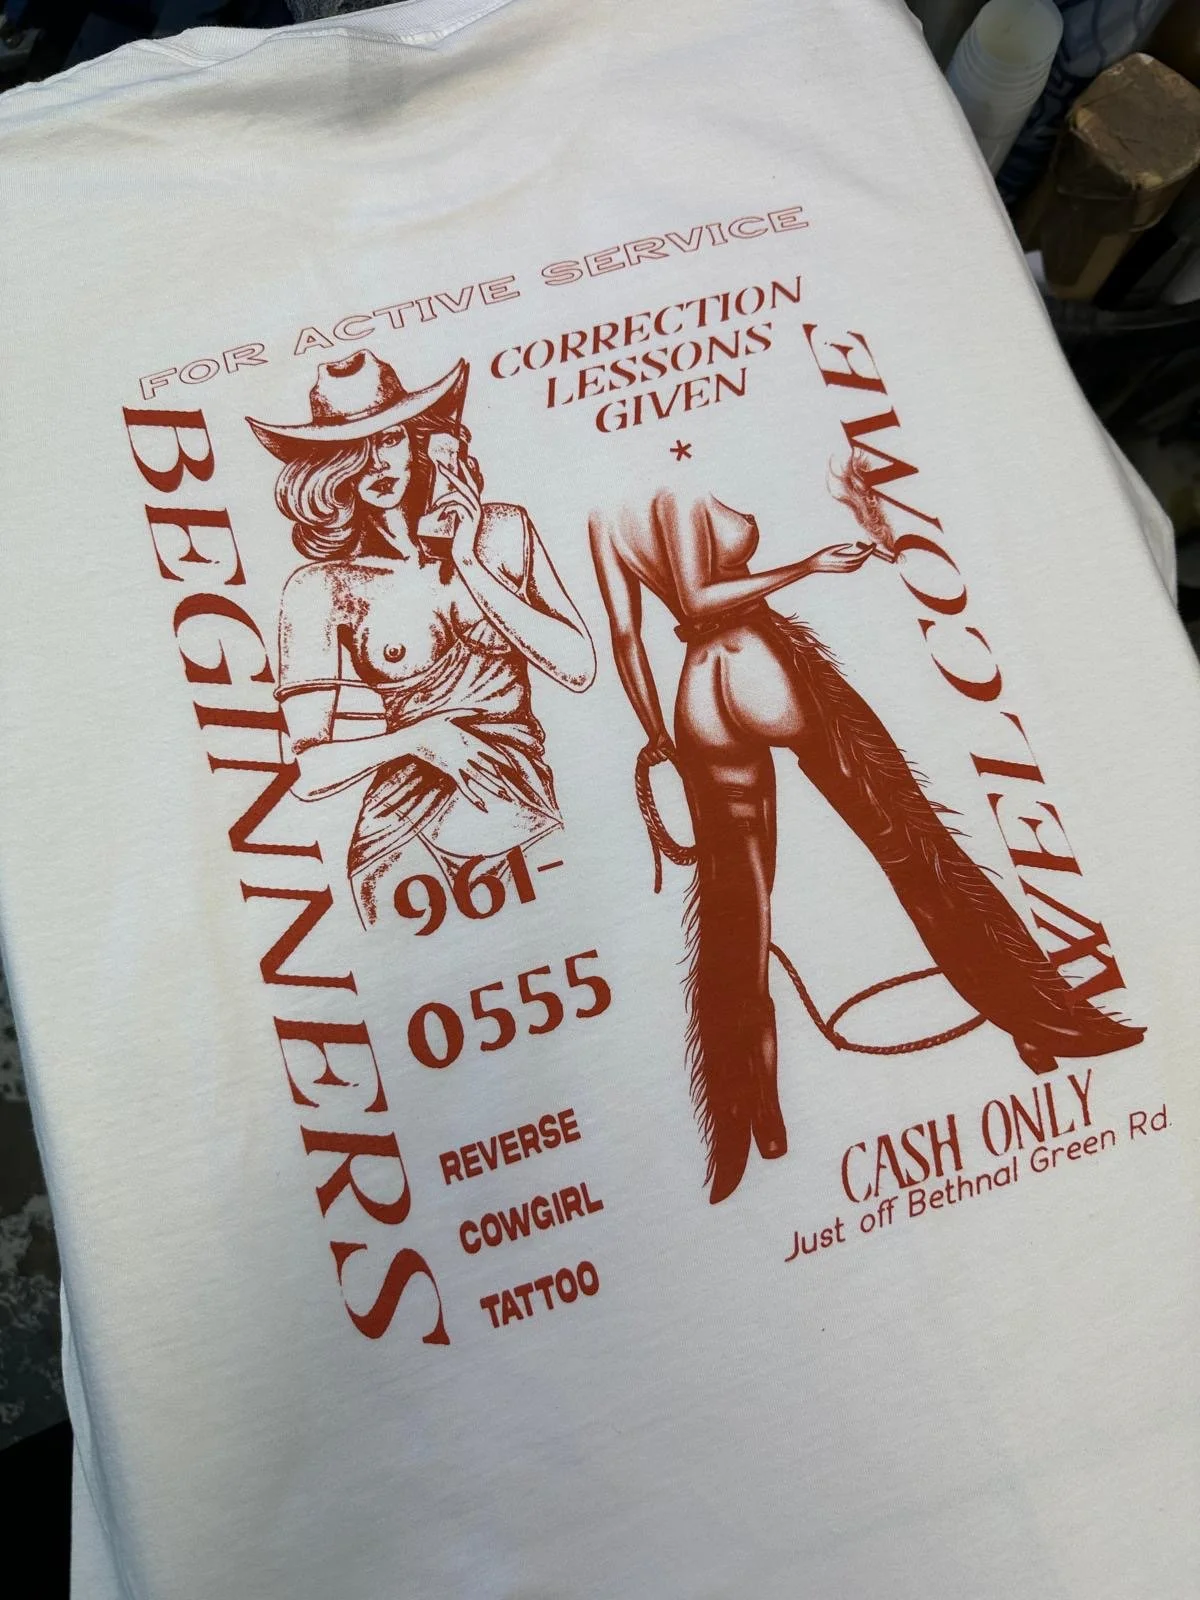 FOR ACTIVE SERVICE
BEGINNERS
CORRECTION
LESSONS
GIVEN
*
WELCOME
961-
0555
REVERSE
COWGIRL
TATTOO
CASH ONLY
Just off Bethnal Green Rd.